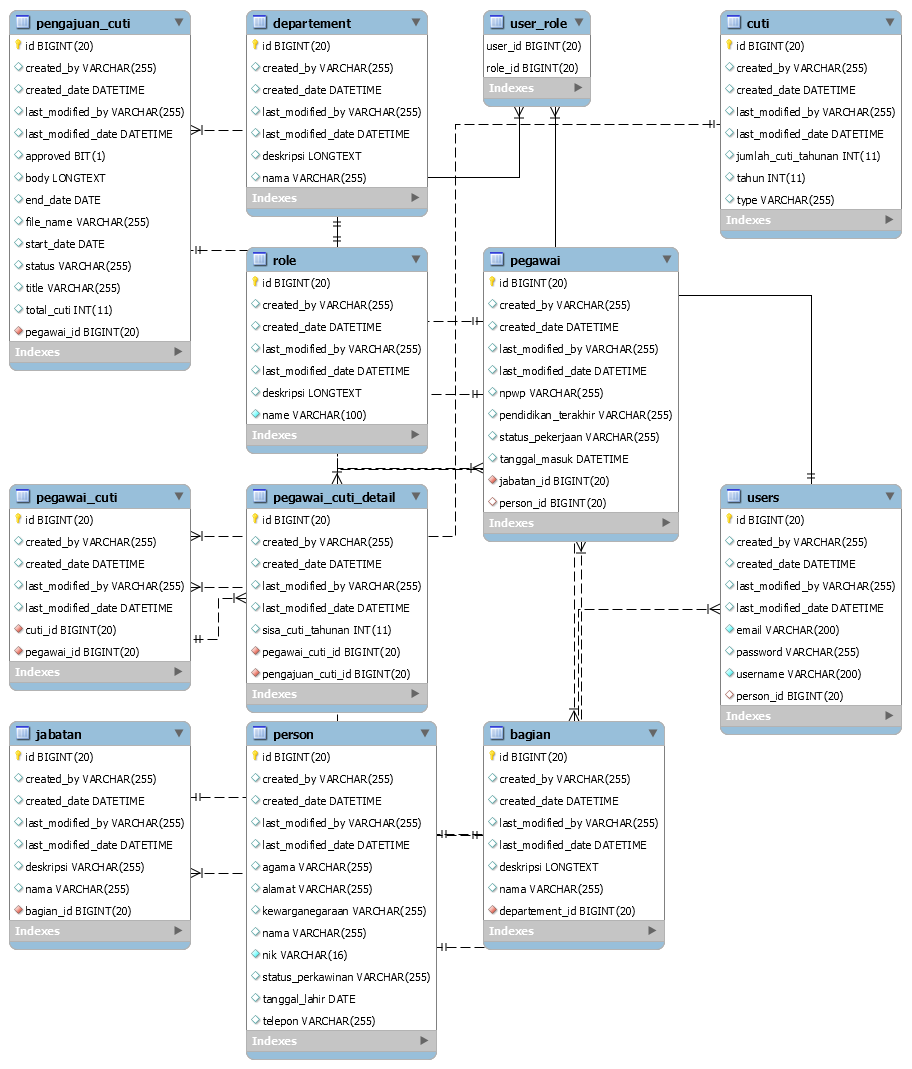 pengajuan_cuti
id BIGINT(20)
created_by VARCHAR(255)
created_date DATETIME
last_modified_by VARCHAR(255)
last_modified_date DATETIME
approved BIT(1)
body LONGTEXT
end_date DATE
file_name VARCHAR(255)
start_date DATE
status VARCHAR(255)
title VARCHAR(255)
total_cuti INT(11)
pegawai_id BIGINT(20)
Indexes
departement
id BIGINT(20)
created_by VARCHAR(255)
created_date DATETIME
last_modified_by VARCHAR(255)
last_modified_date DATETIME
deskripsi LONGTEXT
nama VARCHAR(255)
Indexes
user_role
user_id BIGINT(20)
role_id BIGINT(20)
Indexes
cuti
id BIGINT(20)
created_by VARCHAR(255)
created_date DATETIME
last_modified_by VARCHAR(255)
last_modified_date DATETIME
jumlah_cuti_tahunan INT(11)
tahun INT(11)
type VARCHAR(255)
Indexes
role
id BIGINT(20)
created_by VARCHAR(255)
created_date DATETIME
last_modified_by VARCHAR(255)
last_modified_date DATETIME
deskripsi LONGTEXT
name VARCHAR(100)
Indexes
pegawai
id BIGINT(20)
created_by VARCHAR(255)
created_date DATETIME
last_modified_by VARCHAR(255)
last_modified_date DATETIME
npwp VARCHAR(255)
pendidikan_terakhir VARCHAR(255)
status_pekerjaan VARCHAR(255)
tanggal_masuk DATETIME
jabatan_id BIGINT(20)
person_id BIGINT(20)
Indexes
pegawai_cuti
id BIGINT(20)
created_by VARCHAR(255)
created_date DATETIME
last_modified_by VARCHAR(255)
last_modified_date DATETIME
cuti_id BIGINT(20)
pegawai_id BIGINT(20)
Indexes
pegawai_cuti_detail
id BIGINT(20)
created_by VARCHAR(255)
created_date DATETIME
last_modified_by VARCHAR(255)
last_modified_date DATETIME
sisa_cuti_tahunan INT(11)
pegawai_cuti_id BIGINT(20)
pengajuan_cuti_id BIGINT(20)
Indexes
users
id BIGINT(20)
created_by VARCHAR(255)
created_date DATETIME
last_modified_by VARCHAR(255)
last_modified_date DATETIME
email VARCHAR(200)
password VARCHAR(255)
username VARCHAR(200)
person_id BIGINT(20)
Indexes
jabatan
id BIGINT(20)
created_by VARCHAR(255)
created_date DATETIME
last_modified_by VARCHAR(255)
last_modified_date DATETIME
deskripsi VARCHAR(255)
nama VARCHAR(255)
bagian_id BIGINT(20)
Indexes
person
id BIGINT(20)
created_by VARCHAR(255)
created_date DATETIME
last_modified_by VARCHAR(255)
last_modified_date DATETIME
agama VARCHAR(255)
alamat VARCHAR(255)
kewarganegaraan VARCHAR(255)
nama VARCHAR(255)
nik VARCHAR(16)
status_perkawinan VARCHAR(255)
tanggal_lahir DATE
telepon VARCHAR(255)
Indexes
bagian
id BIGINT(20)
created_by VARCHAR(255)
created_date DATETIME
last_modified_by VARCHAR(255)
last_modified_date DATETIME
deskripsi LONGTEXT
nama VARCHAR(255)
departement_id BIGINT(20)
Indexes